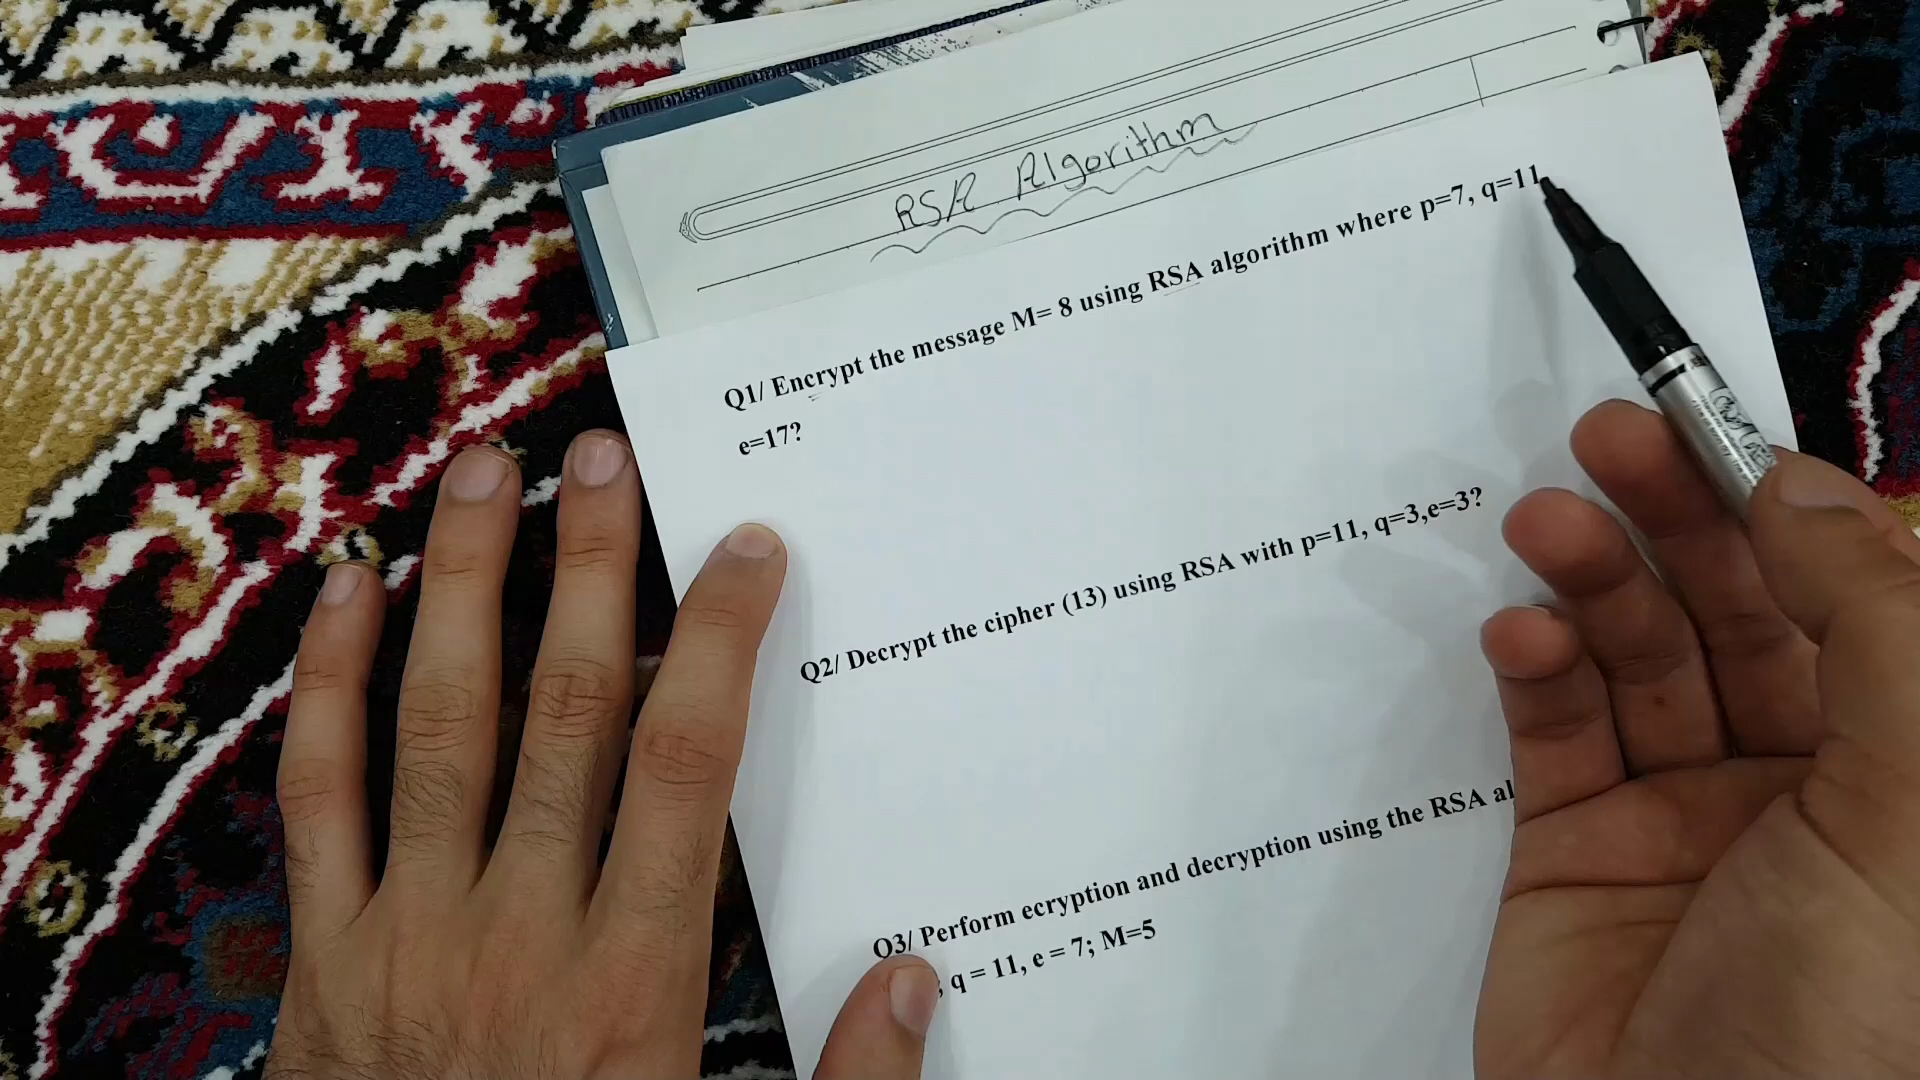 RSA Algorithm
Q1/ Encrypt the message M= 8 using RSA algorithm where p=7, q=11
e=17?
Q2/ Decrypt the cipher (13) using RSA with p=11, q=3,e=3?
Q3/ Perform ecryption and decryption using the RSA al
, q = 11, e = 7; M=5